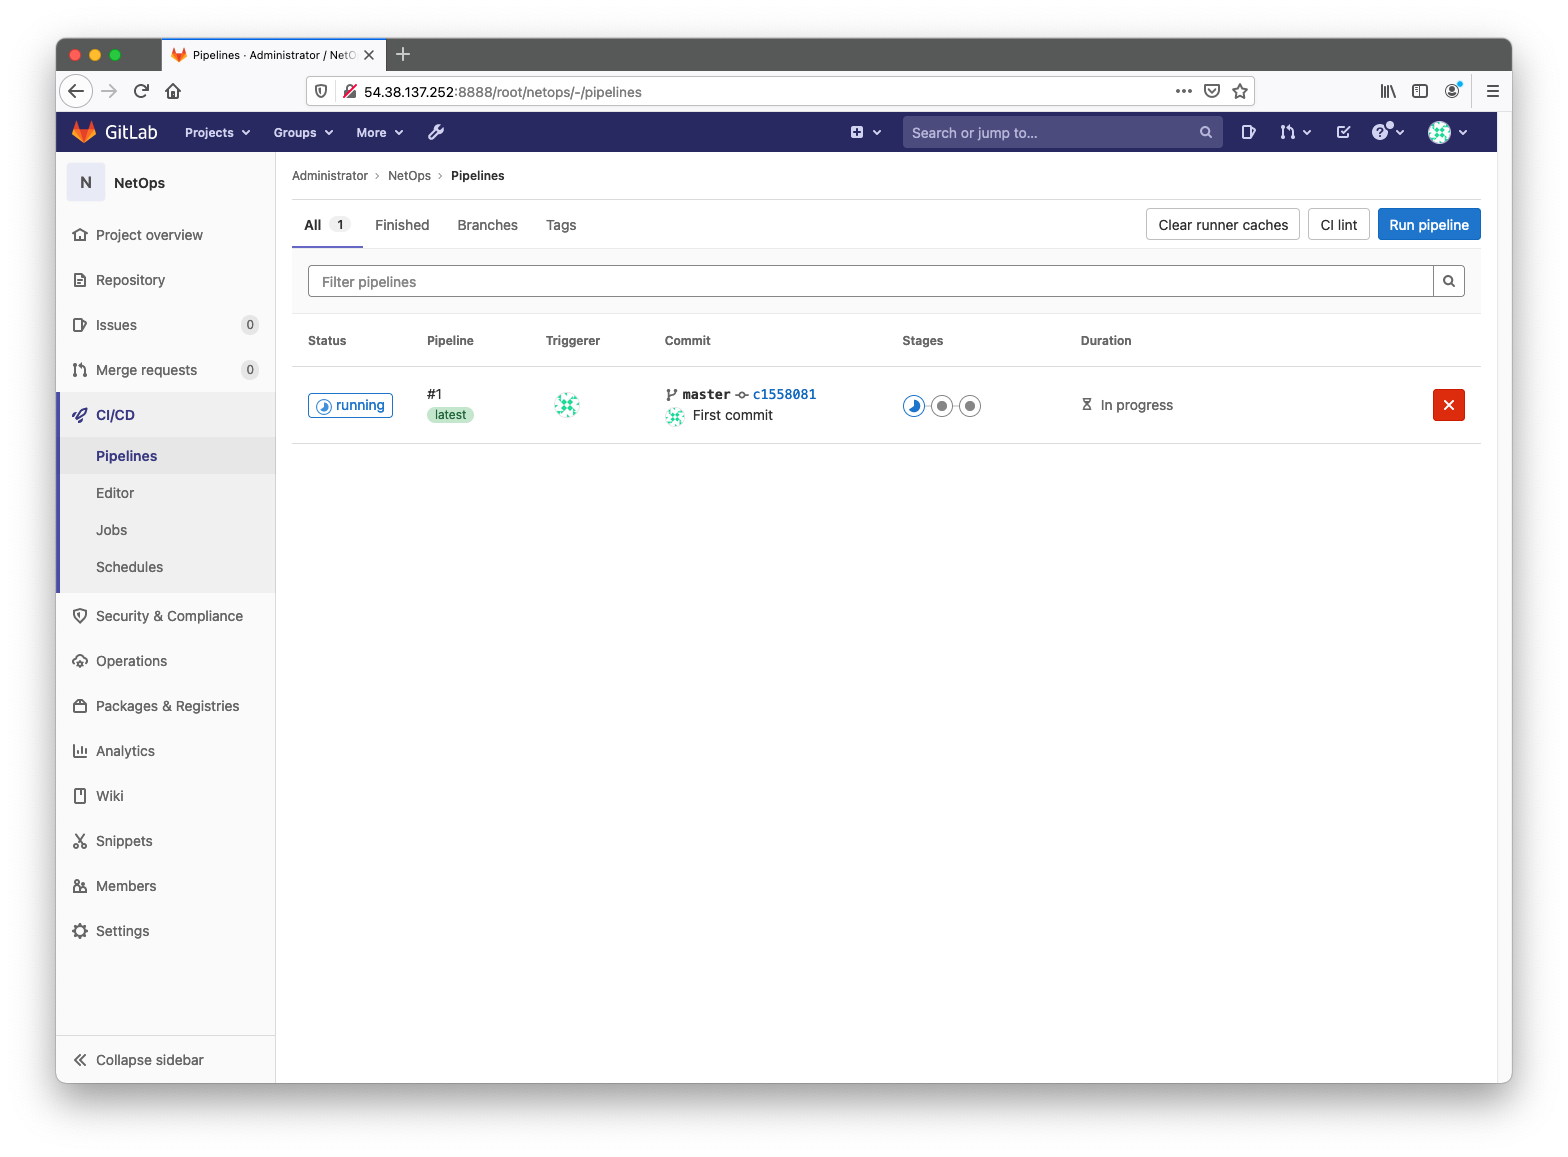 Pipelines · Administrator / NetO
54.38.137.252:8888/root/netops/-/pipelines
GitLab Projects Groups More Search or jump to...
N NetOps
Project overview
Repository
Issues 0
Merge requests 0
CI/CD
Pipelines
Editor
Jobs
Schedules
Security & Compliance
Operations
Packages & Registries
Analytics
Wiki
Snippets
Members
Settings
Collapse sidebar
Administrator › NetOps › Pipelines
All 1 Finished Branches Tags Clear runner caches CI lint Run pipeline
Filter pipelines
Status Pipeline Triggerer Commit Stages Duration
running #1 master c1558081 In progress
latest First commit